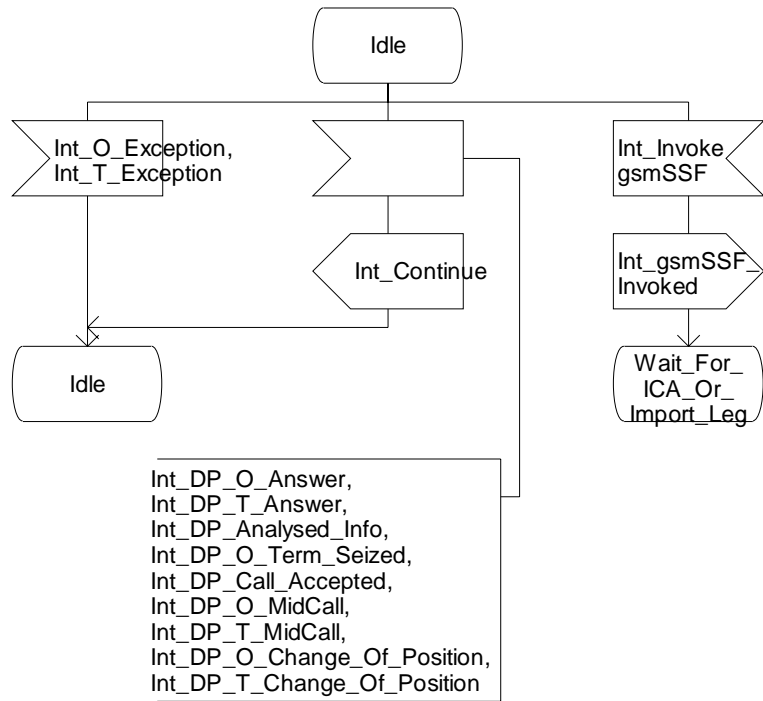 Idle
Int_O_Exception,
Int_T_Exception
Int_Invoke
gsmSSF
Int_Continue
Int_gsmSSF_
Invoked
Idle
Wait_For_
ICA_Or_
Import_Leg
Int_DP_O_Answer,
Int_DP_T_Answer,
Int_DP_Analysed_Info,
Int_DP_O_Term_Seized,
Int_DP_Call_Accepted,
Int_DP_O_MidCall,
Int_DP_T_MidCall,
Int_DP_O_Change_Of_Position,
Int_DP_T_Change_Of_Position